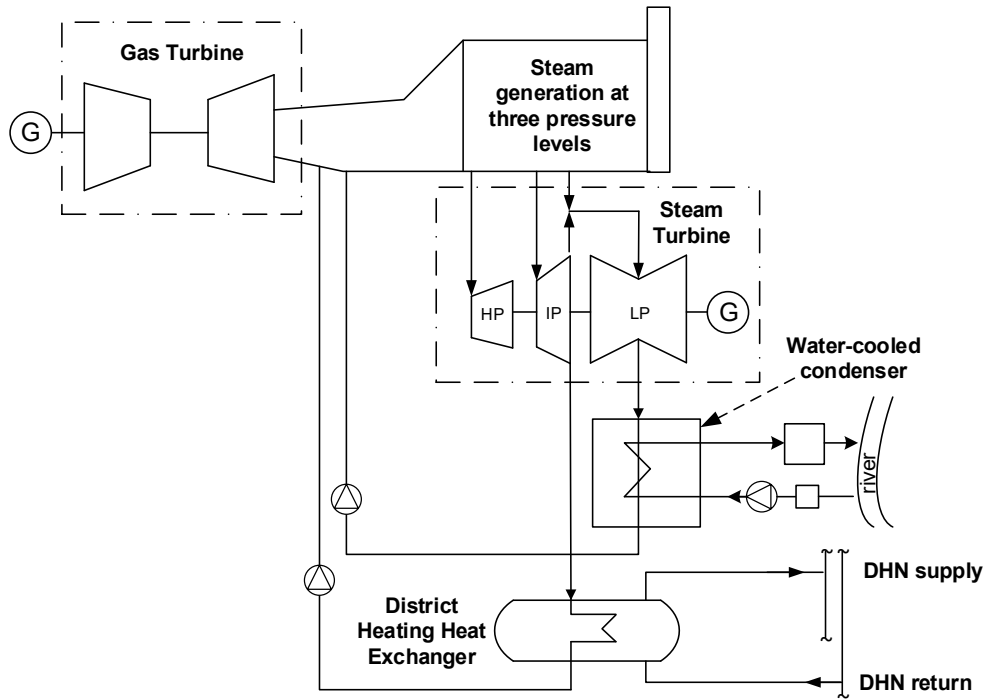 Gas Turbine
G
Steam
generation at
three pressure
levels
Steam
Turbine
HP
IP
LP
G
Water-cooled
condenser
river
DHN supply
District
Heating Heat
Exchanger
DHN return